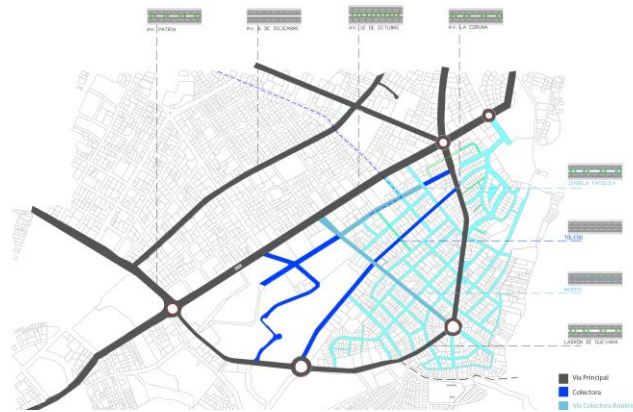 AV. PATRIA
AV. 6 DE DICIEMBRE
AV. 12 DE OCTUBRE
AV. LA CORUÑA
ISABELA CATOLICA
TOLEDO
MADRID
LADRON DE GUEVARA
Via Principal
Colectora
Via Colectora Boulev